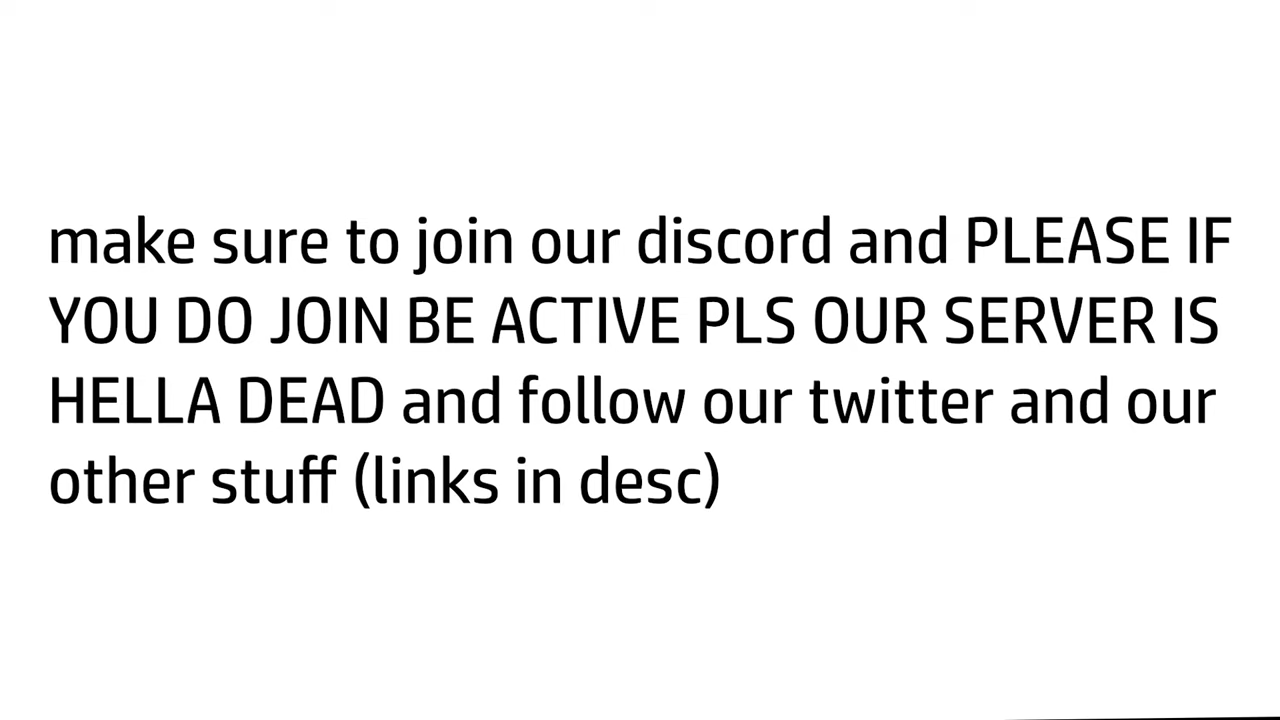 make sure to join our discord and PLEASE IF
YOU DO JOIN BE ACTIVE PLS OUR SERVER IS
HELLA DEAD and follow our twitter and our
other stuff (links in desc)